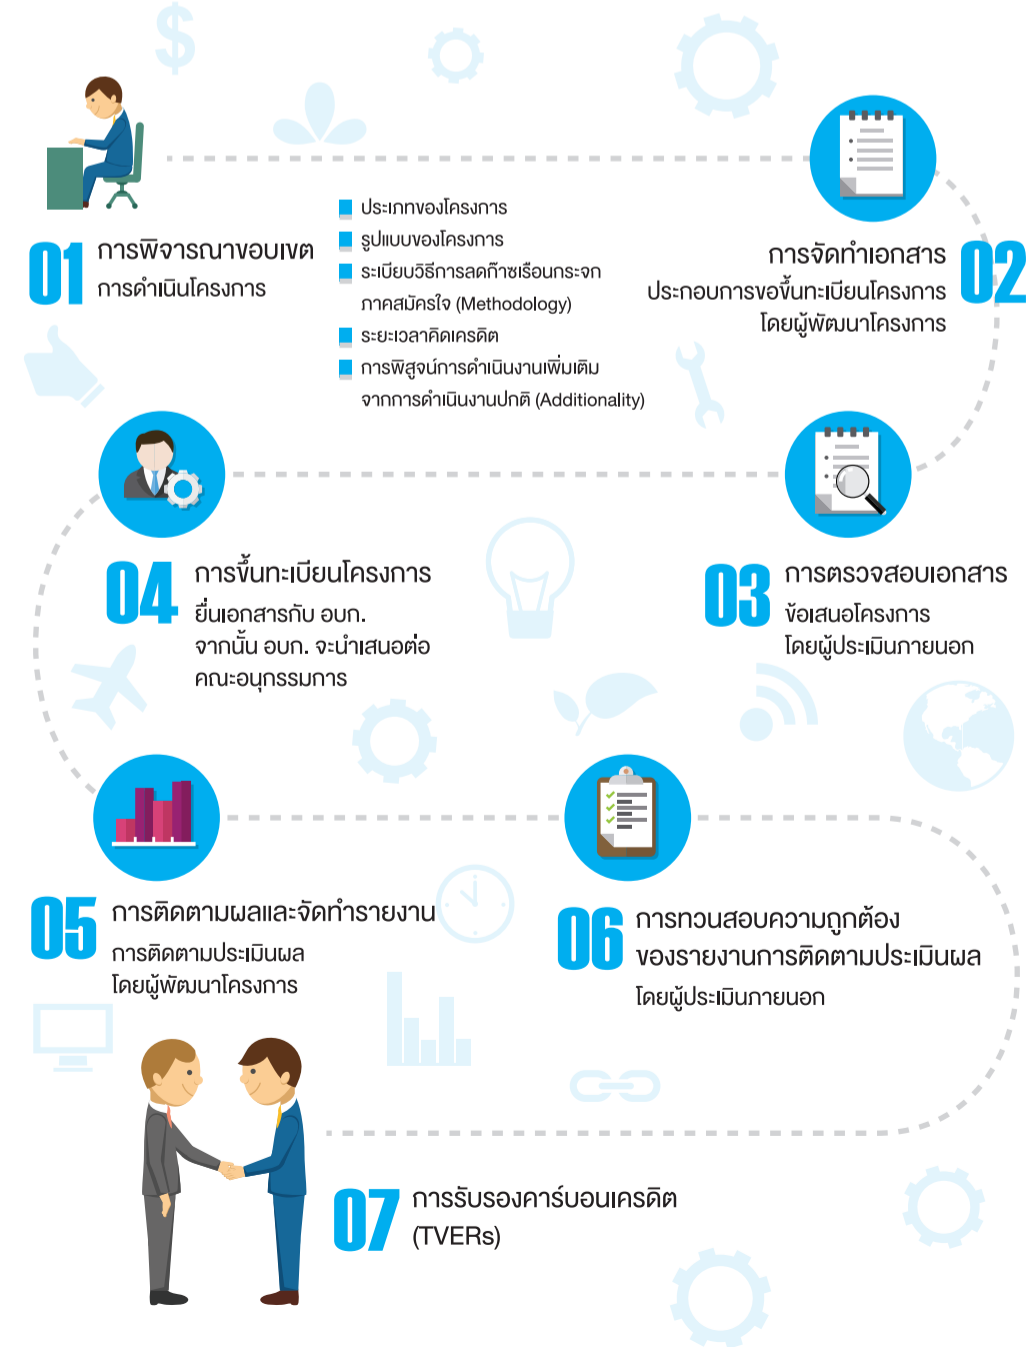 01 การพิจารณาขอบเขต
การดำเนินโครงการ
ประเภทของโครงการ
รูปแบบของโครงการ
ระเบียบวิธีการลดก๊าซเรือนกระจก
ภาคสมัครใจ (Methodology)
ระยะเวลาคิดเครดิต
การพิสูจน์การดำเนินงานเพิ่มเติม
จากการดำเนินงานปกติ (Additionality)
การจัดทำเอกสาร 02
ประกอบการขอขึ้นทะเบียนโครงการ
โดยผู้พัฒนาโครงการ
03 การตรวจสอบเอกสาร
ข้อเสนอโครงการ
โดยผู้ประเมินภายนอก
04 การขึ้นทะเบียนโครงการ
ยื่นเอกสารกับ อบก.
จากนั้น อบก. จะนำเสนอต่อ
คณะอนุกรรมการ
05 การติดตามผลและจัดทำรายงาน
การติดตามประเมินผล
โดยผู้พัฒนาโครงการ
06 การทวนสอบความถูกต้อง
ของรายงานการติดตามประเมินผล
โดยผู้ประเมินภายนอก
07 การรับรองคาร์บอนเครดิต
(TVERs)